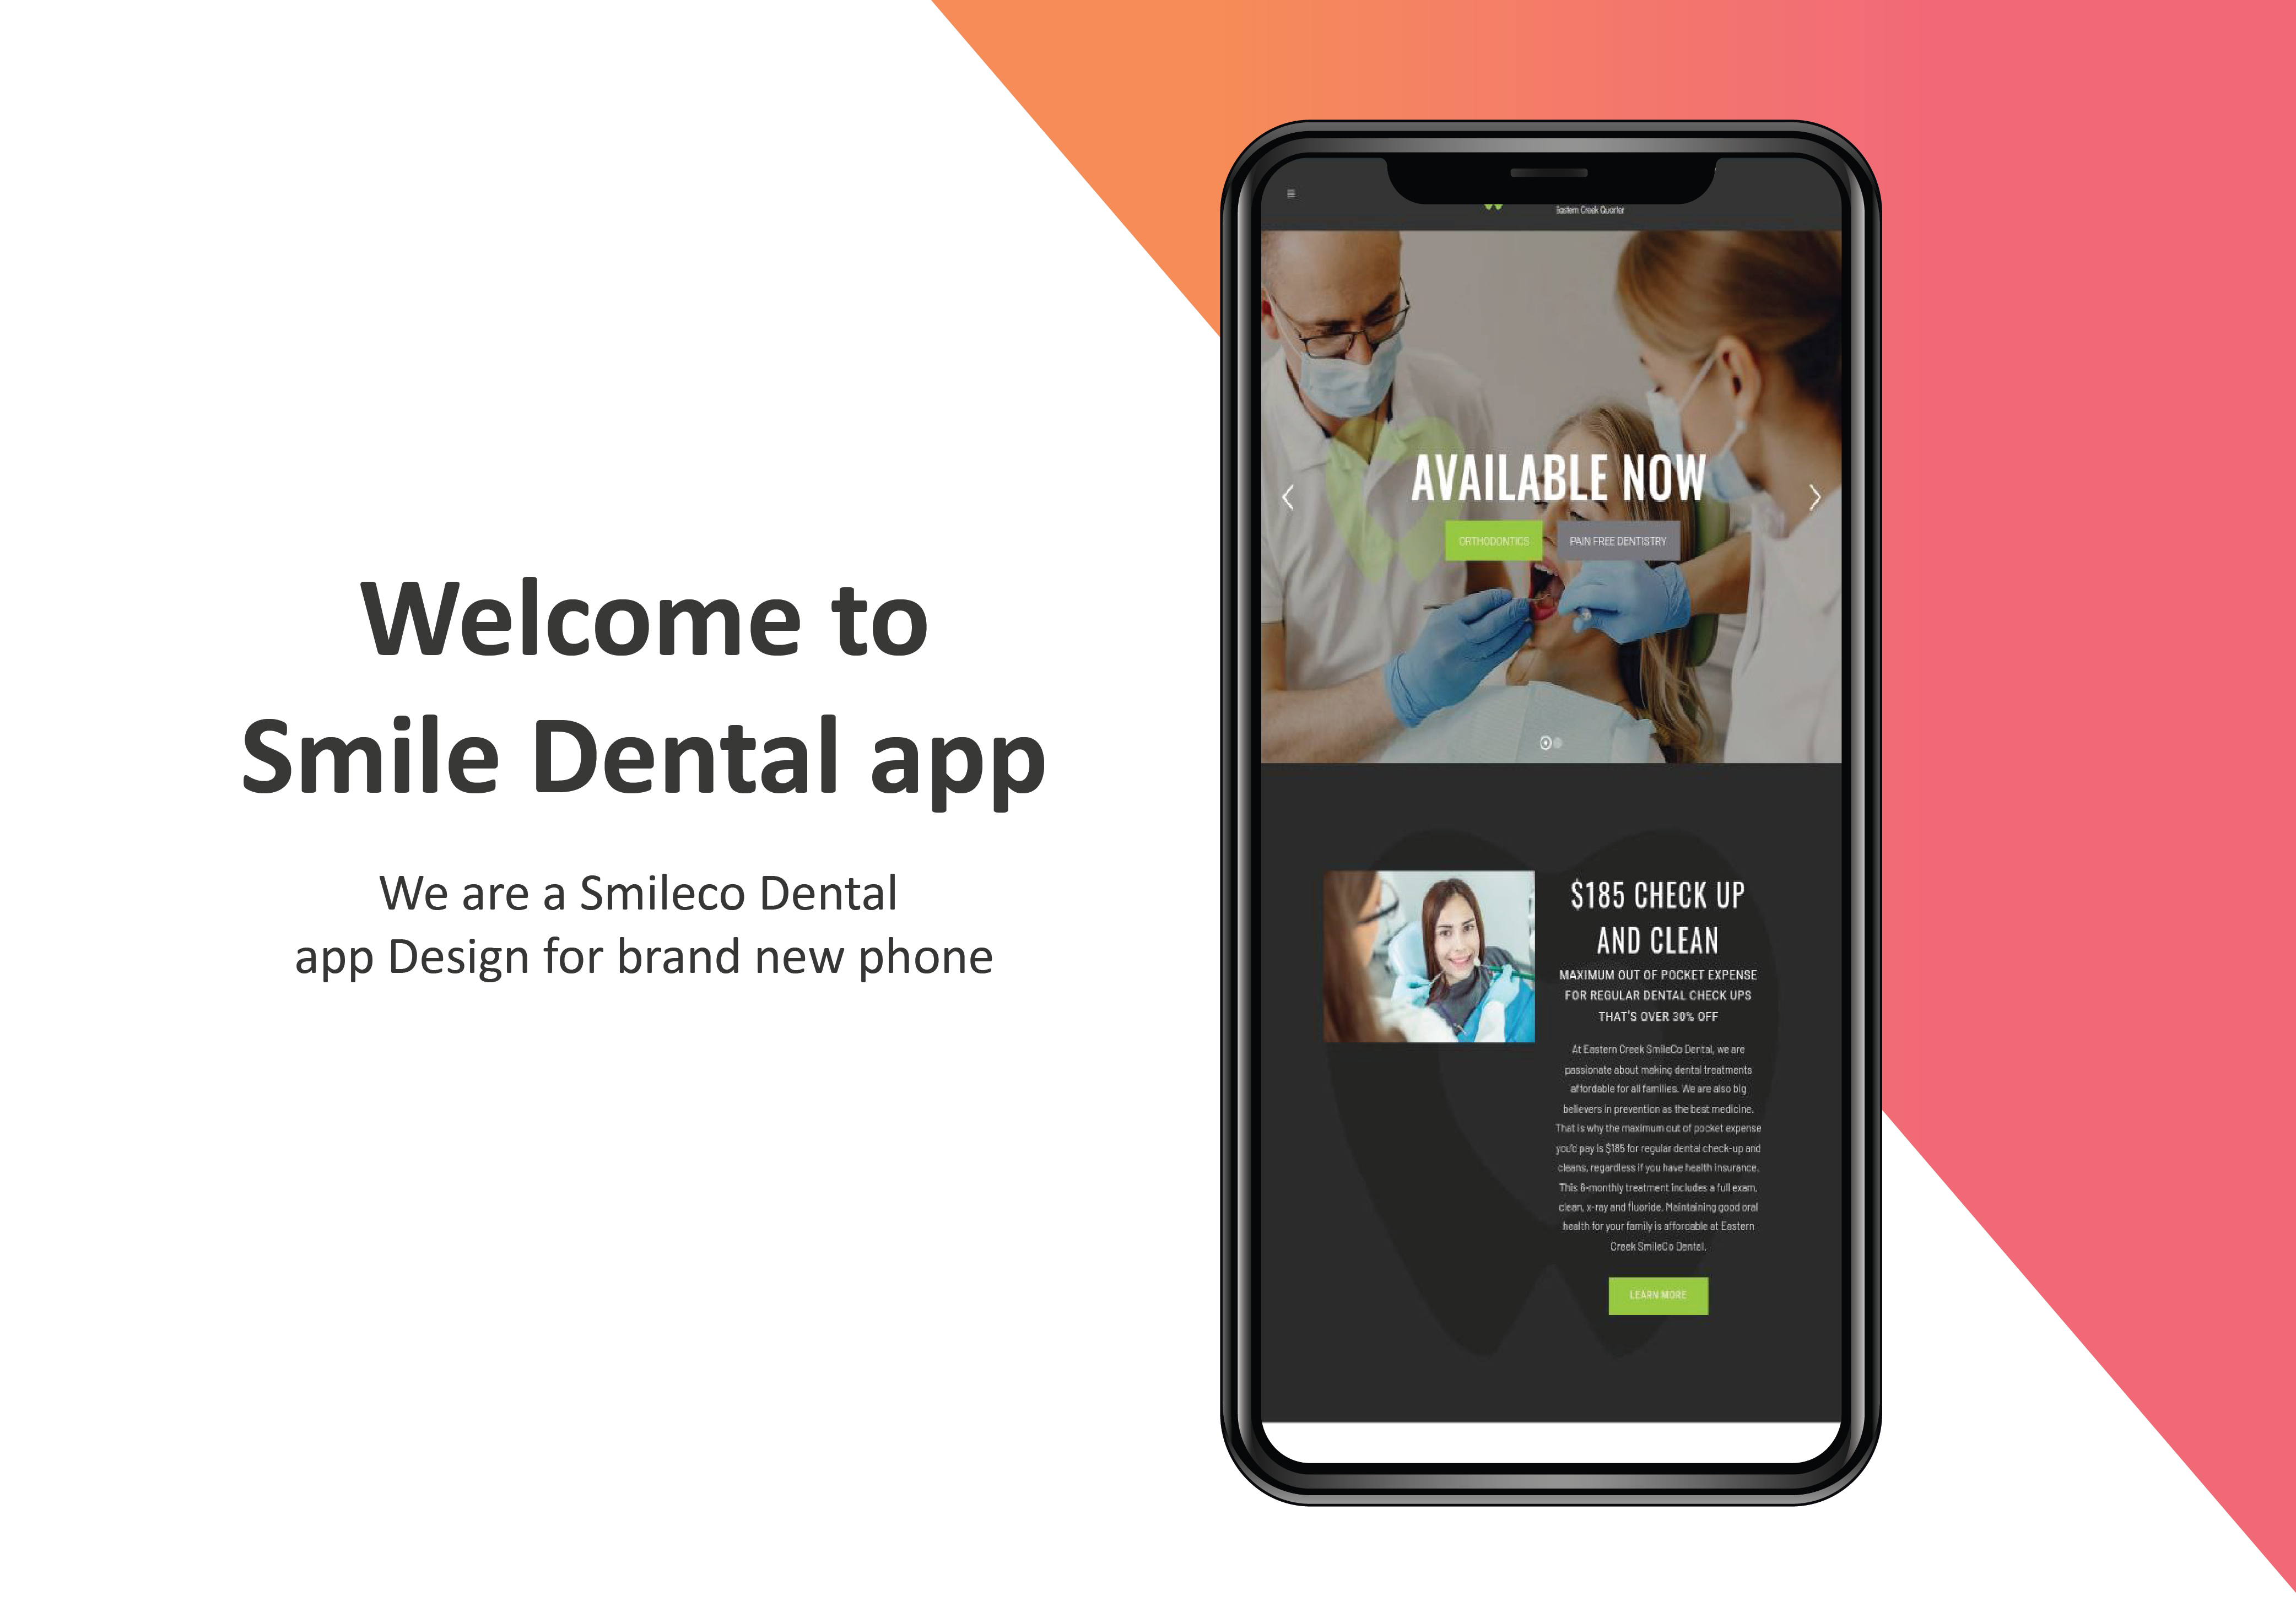 Welcome to
Smile Dental app
We are a Smileco Dental
app Design for brand new phone
Eastern Creek Quarter
AVAILABLE NOW
ORTHODONTICS
PAIN FREE DENTISTRY
$185 CHECK UP
AND CLEAN
MAXIMUM OUT OF POCKET EXPENSE
FOR REGULAR DENTAL CHECK UPS
THAT'S OVER 30% OFF
At Eastern Creek SmileCo Dental, we are
passionate about making dental treatments
affordable for all families. We are also big
believers in prevention as the best medicine.
That is why the maximum out of pocket expense
you'd pay is $185 for regular dental check-up and
cleans, regardless if you have health insurance.
This 6-monthly treatment includes a full exam,
clean, x-ray and fluoride. Maintaining good oral
health for your family is affordable at Eastern
Creek SmileCo Dental.
LEARN MORE